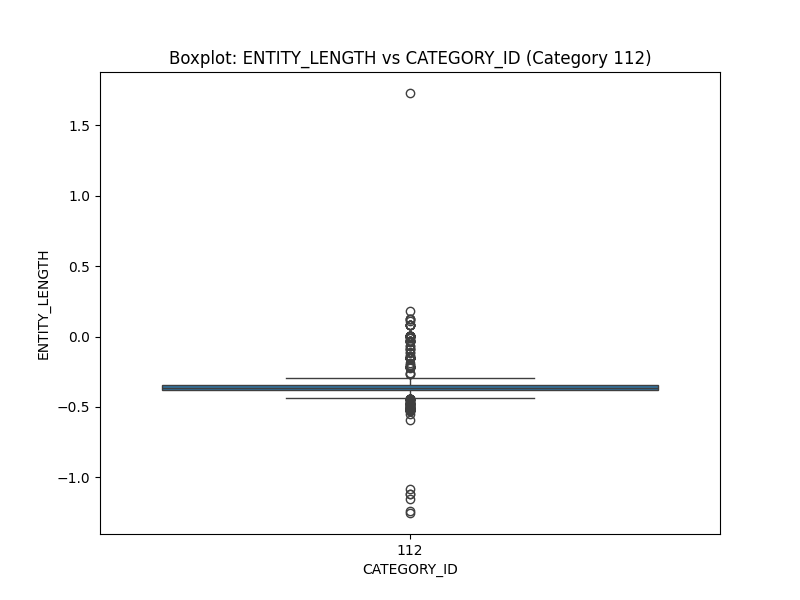 Boxplot: ENTITY_LENGTH vs CATEGORY_ID (Category 112)
1.5
1.0
0.5
0.0
−0.5
−1.0
ENTITY_LENGTH
112
CATEGORY_ID